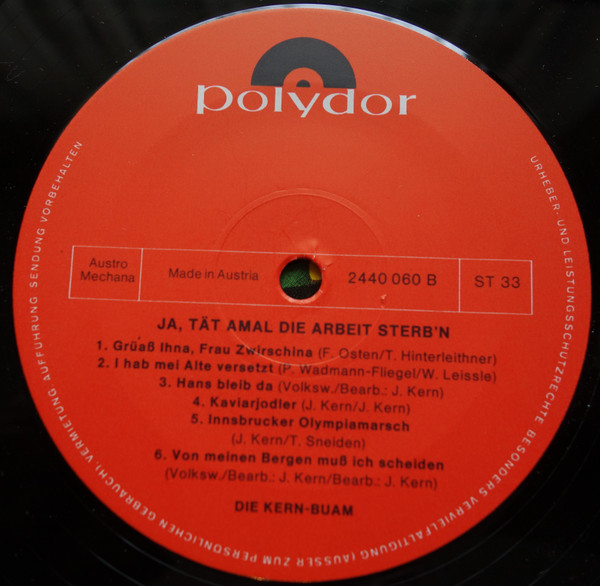 polydor
URHEBER- UND LEISTUNGSSCHUTZRECHTE BESONDERS VERVIELFÄLTIGUNG (AUSSER ZUM PERSÖNLICHEN GEBRAUCH), VERMIETUNG AUFFÜHRUNG SENDUNG VORBEHALTEN
Austro
Mechana
Made in Austria
2440 060 B
ST 33
JA, TÄT AMAL DIE ARBEIT STERB'N
1. Grüaß Ihna, Frau Zwirschina (F. Osten/T. Hinterleithner)
2. I hab mei Alte versetzt (P. Wadmann-Fliegel/W. Leissle)
3. Hans bleib da (Volksw./Bearb.: J. Kern)
4. Kaviarjodler (J. Kern/J. Kern)
5. Innsbrucker Olympiamarsch
(J. Kern/T. Sneiden)
6. Von meinen Bergen muß ich scheiden
(Volksw./Bearb.: J. Kern/Bearb.: J. Kern)
DIE KERN-BUAM